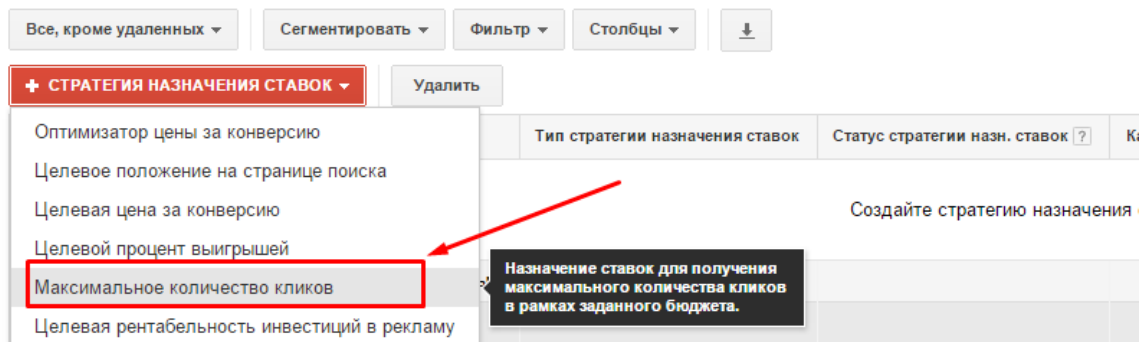 Все, кроме удаленных
Сегментировать
Фильтр
Столбцы
+ СТРАТЕГИЯ НАЗНАЧЕНИЯ СТАВОК
Удалить
Оптимизатор цены за конверсию
Целевое положение на странице поиска
Целевая цена за конверсию
Целевой процент выигрышей
Максимальное количество кликов
Целевая рентабельность инвестиций в рекламу
Тип стратегии назначения ставок
Статус стратегии назн. ставок ?
Создайте стратегию назначения
Назначение ставок для получения
максимального количества кликов
в рамках заданного бюджета.